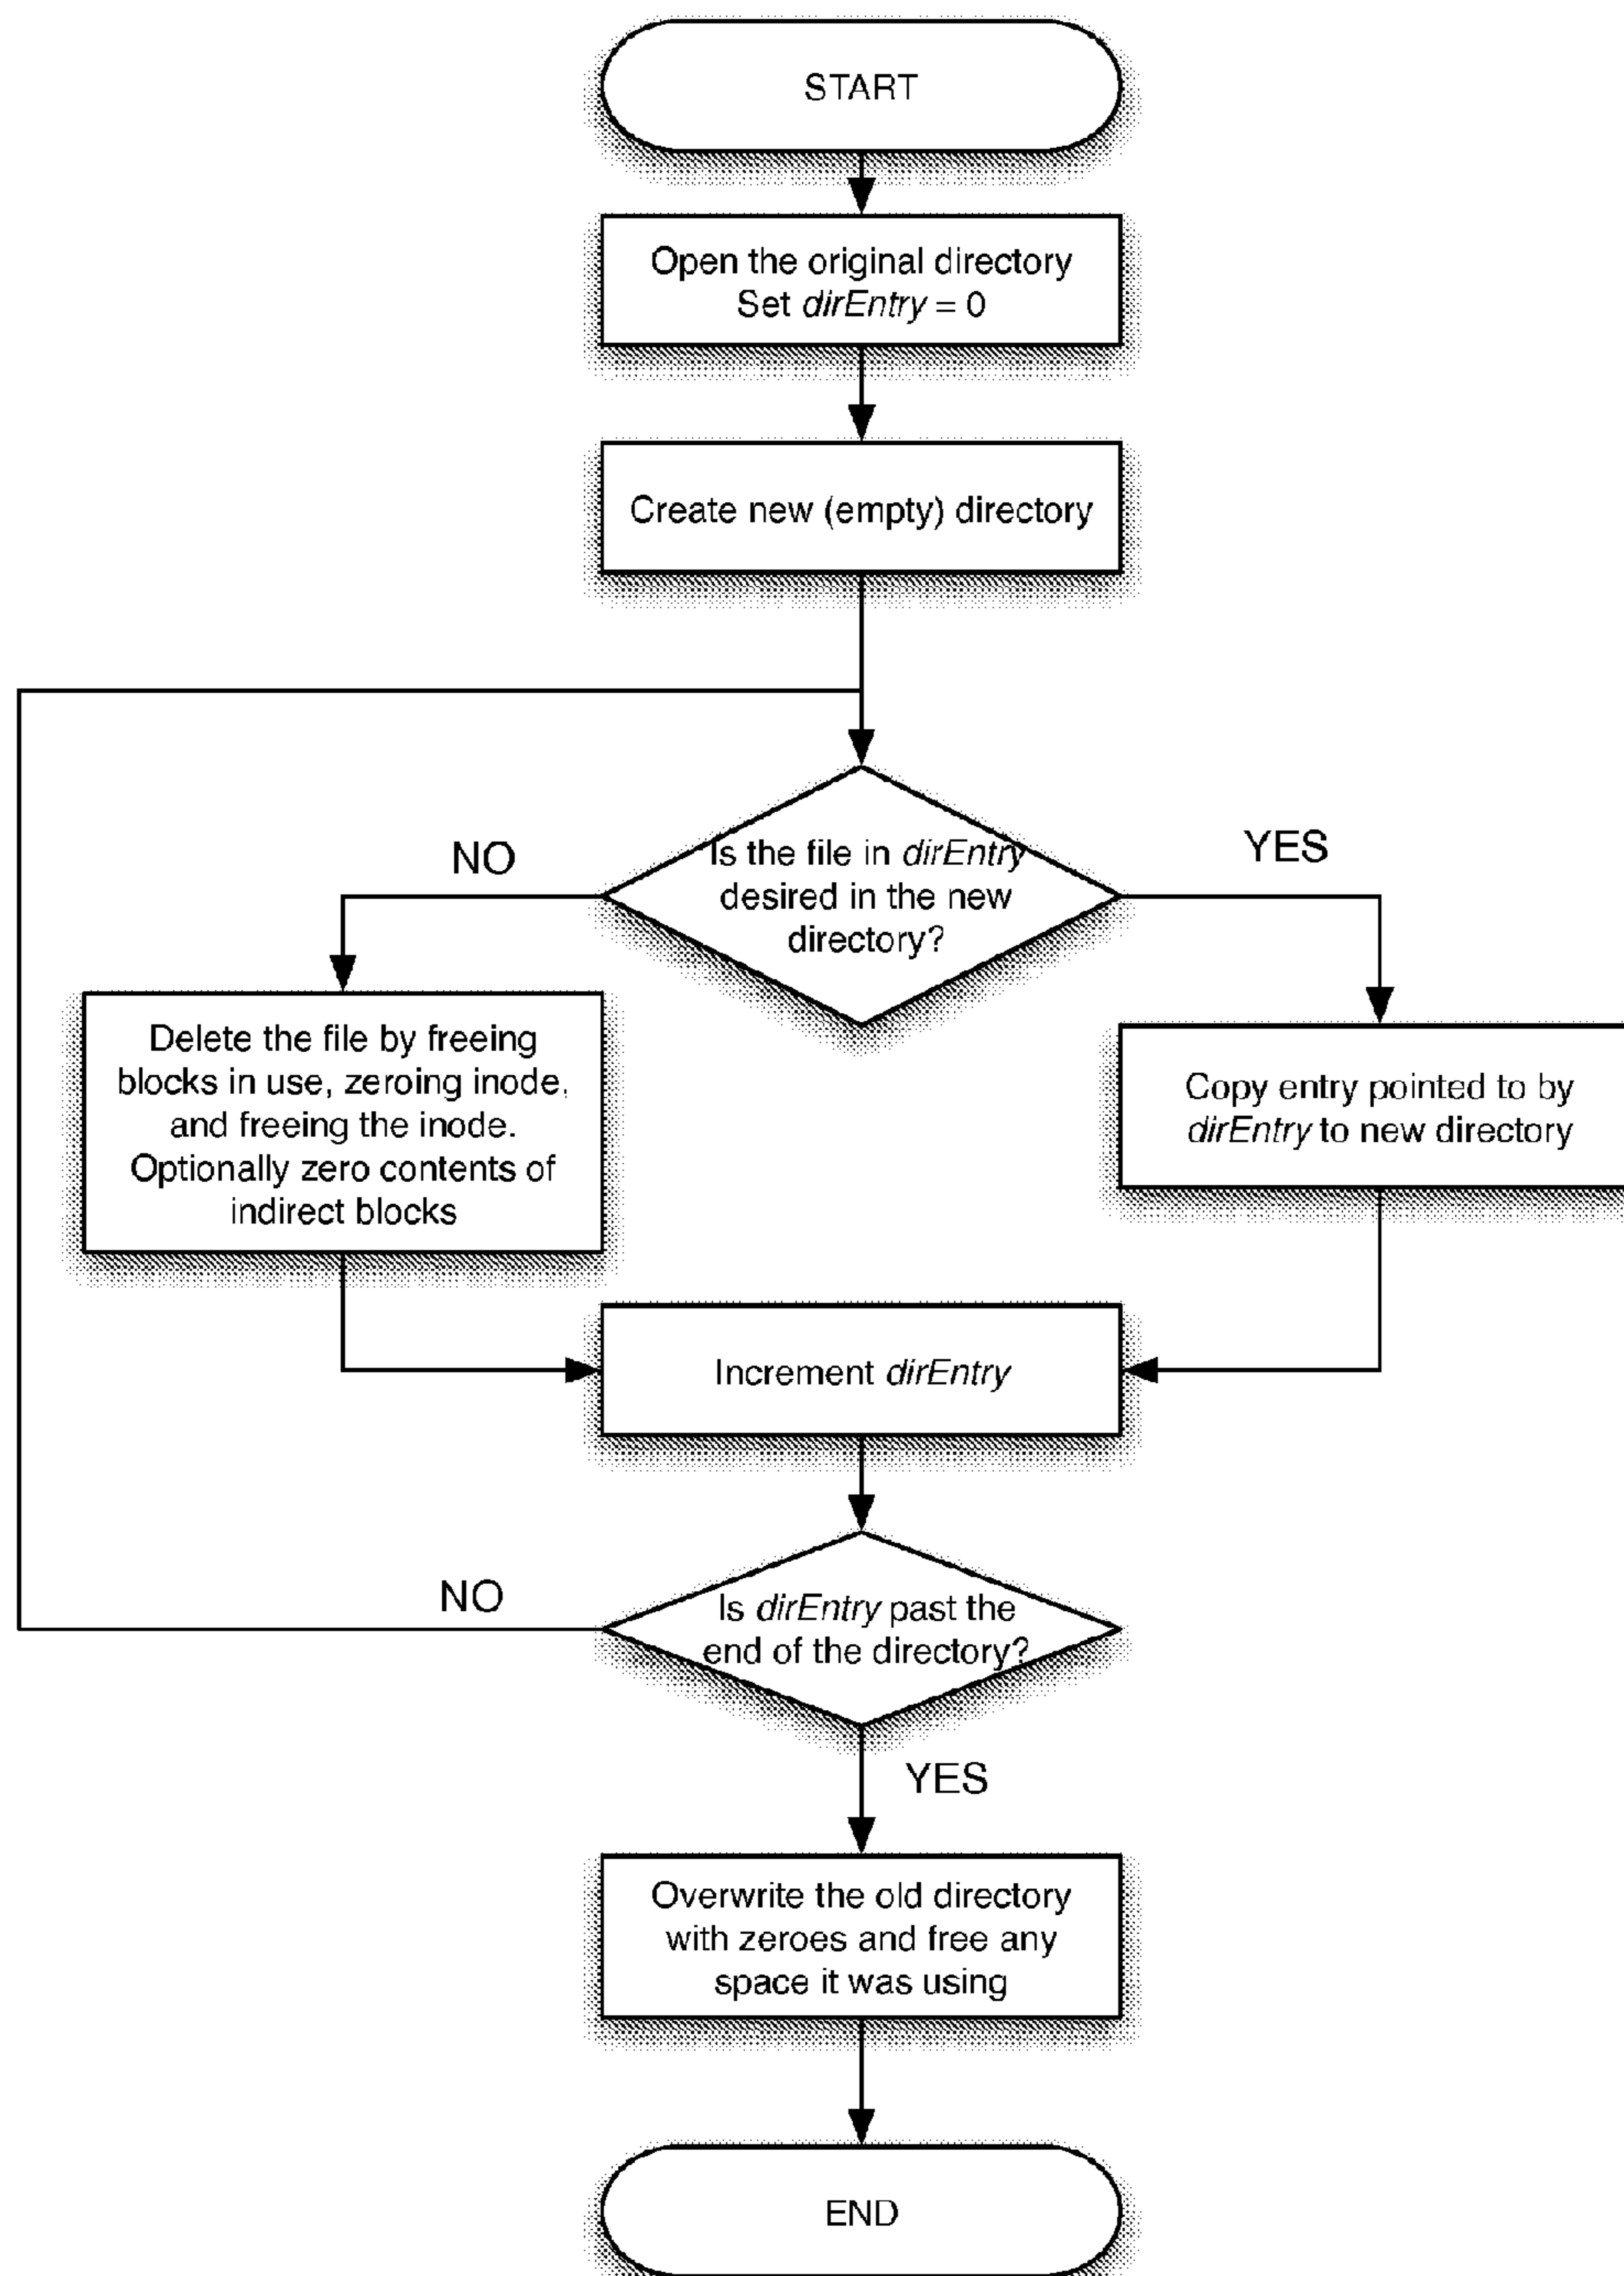 START
Open the original directory
Set dirEntry = 0
Create new (empty) directory
NO
YES
Is the file in dirEntry
desired in the new
directory?
Delete the file by freeing
blocks in use, zeroing inode,
and freeing the inode.
Optionally zero contents of
indirect blocks
Copy entry pointed to by
dirEntry to new directory
Increment dirEntry
NO
Is dirEntry past the
end of the directory?
YES
Overwrite the old directory
with zeroes and free any
space it was using
END